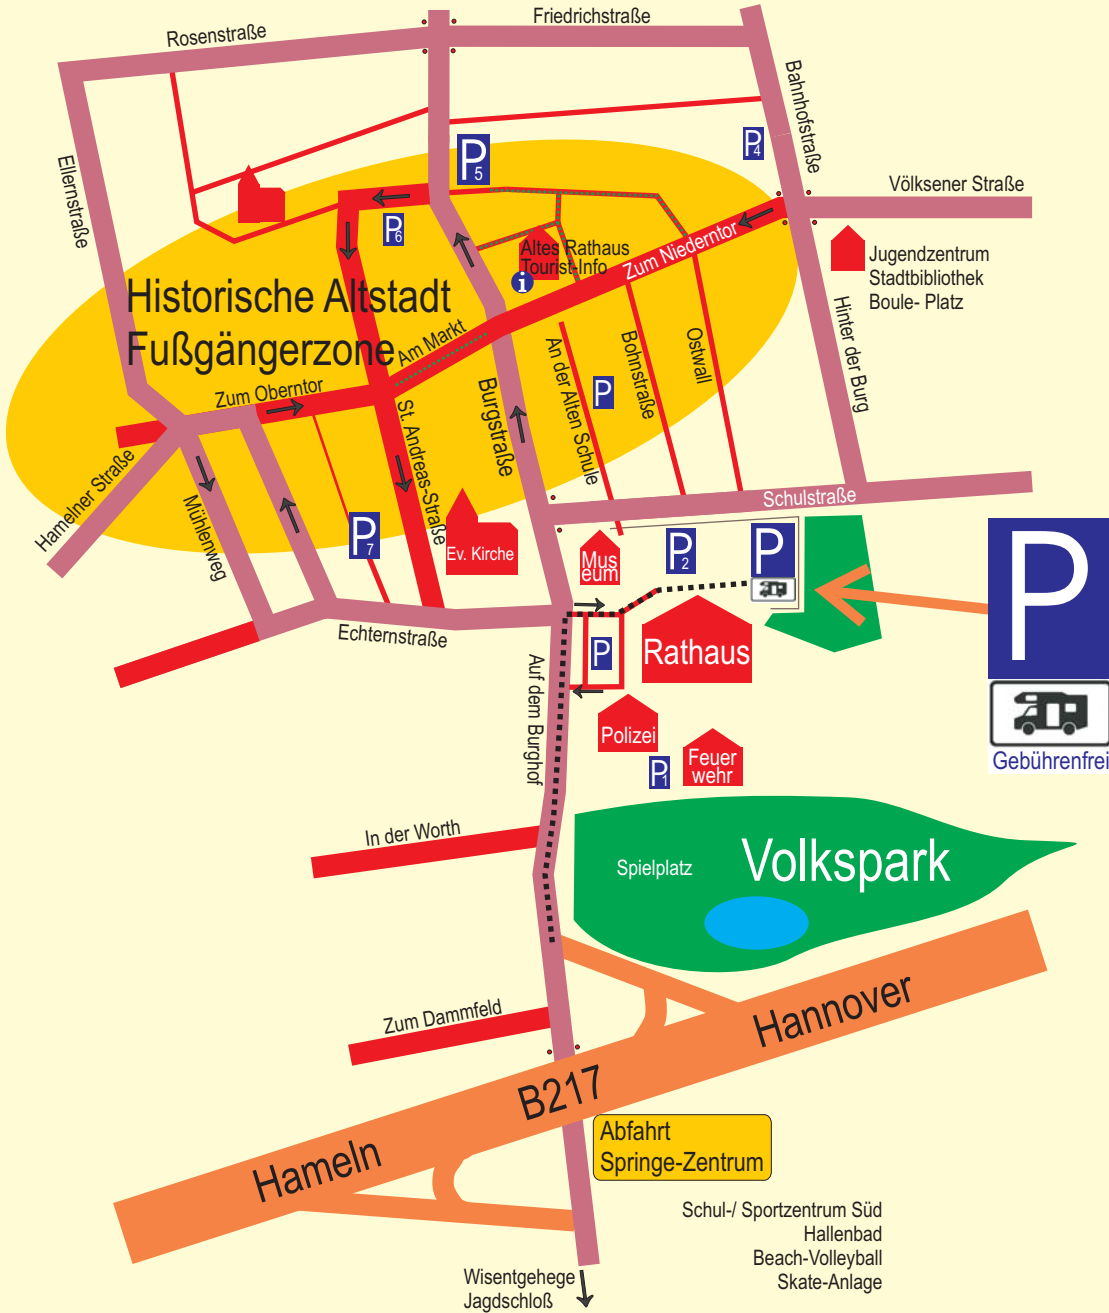 Friedrichstraße
Rosenstraße
Bahnhofstraße
P4
P5
Ellernstraße
Völksener Straße
P6
Altes Rathaus
Tourist-Info
i
Zum Niederntor
Jugendzentrum
Stadtbibliothek
Boule- Platz
Historische Altstadt
Fußgängerzone
Am Markt
Hinter der Burg
Ostwall
Bohnstraße
An der Alten Schule
P
Zum Oberntor
Burgstraße
St. Andreas-Straße
Hamelner Straße
Mühlenweg
Schulstraße
P7
Ev. Kirche
Mus
eum
P2
P
P
Gebührenfrei
Echternstraße
P
Rathaus
Auf dem Burghof
Polizei
Feuer
wehr
P1
In der Worth
Spielplatz
Volkspark
Zum Dammfeld
Hannover
B217
Hameln
Abfahrt
Springe-Zentrum
Schul-/ Sportzentrum Süd
Hallenbad
Beach-Volleyball
Skate-Anlage
Wisentgehege
Jagdschloß